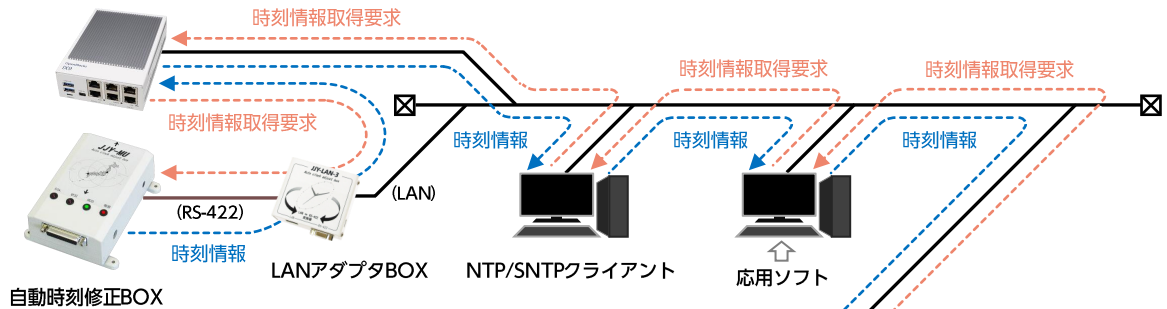 時刻情報取得要求
時刻情報取得要求
時刻情報取得要求
時刻情報取得要求
時刻情報
時刻情報
時刻情報
JJY-MU
JJY-LAN-3
(LAN)
(RS-422)
時刻情報
LANアダプタBOX
NTP/SNTPクライアント
応用ソフト
自動時刻修正BOX